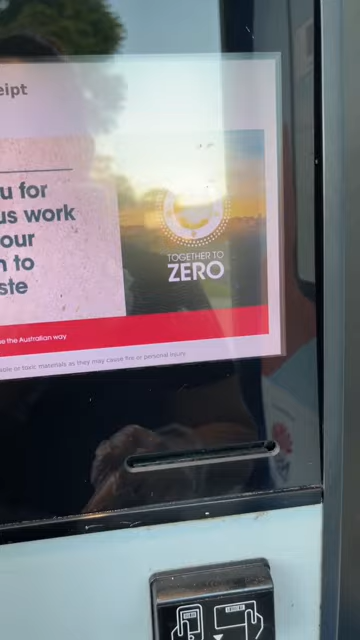 eipt
u for
us work
our
n to
ste
TOGETHER TO
ZERO
e the Australian way
ble or toxic materials as they may cause fire or personal injury.